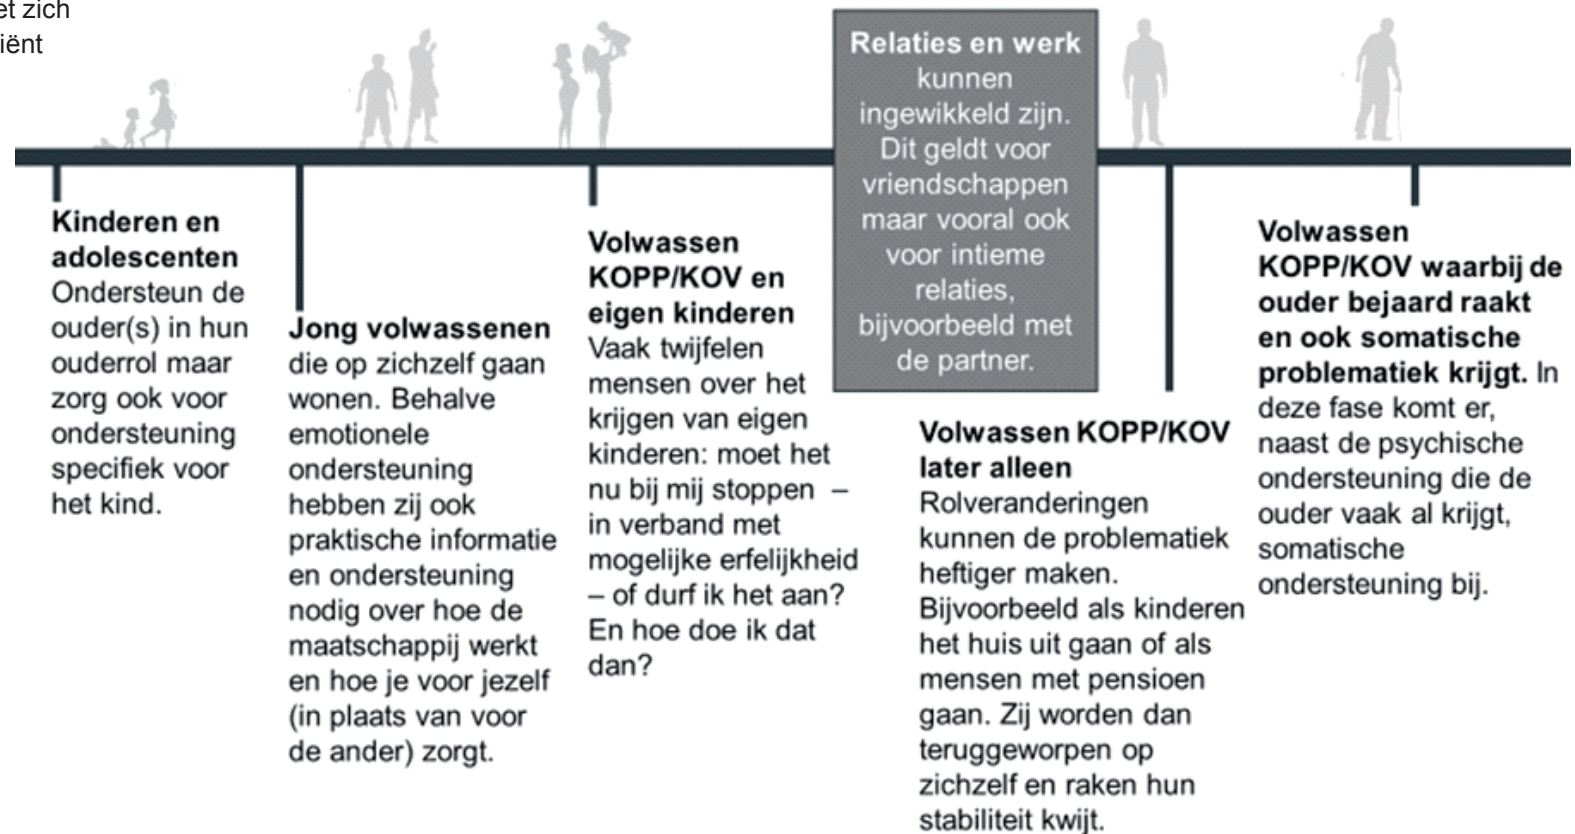 et zich
iënt
Kinderen en
adolescenten
Ondersteun de
ouder(s) in hun
ouderrol maar
zorg ook voor
ondersteuning
specifiek voor
het kind.
Jong volwassenen
die op zichzelf gaan
wonen. Behalve
emotionele
ondersteuning
hebben zij ook
praktische informatie
en ondersteuning
nodig over hoe de
maatschappij werkt
en hoe je voor jezelf
(in plaats van voor
de ander) zorgt.
Volwassen
KOPP/KOV en
eigen kinderen
Vaak twijfelen
mensen over het
krijgen van eigen
kinderen: moet het
nu bij mij stoppen –
in verband met
mogelijke erfelijkheid
– of durf ik het aan?
En hoe doe ik dat
dan?
Relaties en werk
kunnen
ingewikkeld zijn.
Dit geldt voor
vriendschappen
maar vooral ook
voor intieme
relaties,
bijvoorbeeld met
de partner.
Volwassen KOPP/KOV
later alleen
Rolveranderingen
kunnen de problematiek
heftiger maken.
Bijvoorbeeld als kinderen
het huis uit gaan of als
mensen met pensioen
gaan. Zij worden dan
teruggeworpen op
zichzelf en raken hun
stabiliteit kwijt.
Volwassen
KOPP/KOV waarbij de
ouder bejaard raakt
en ook somatische
problematiek krijgt. In
deze fase komt er,
naast de psychische
ondersteuning die de
ouder vaak al krijgt,
somatische
ondersteuning bij.